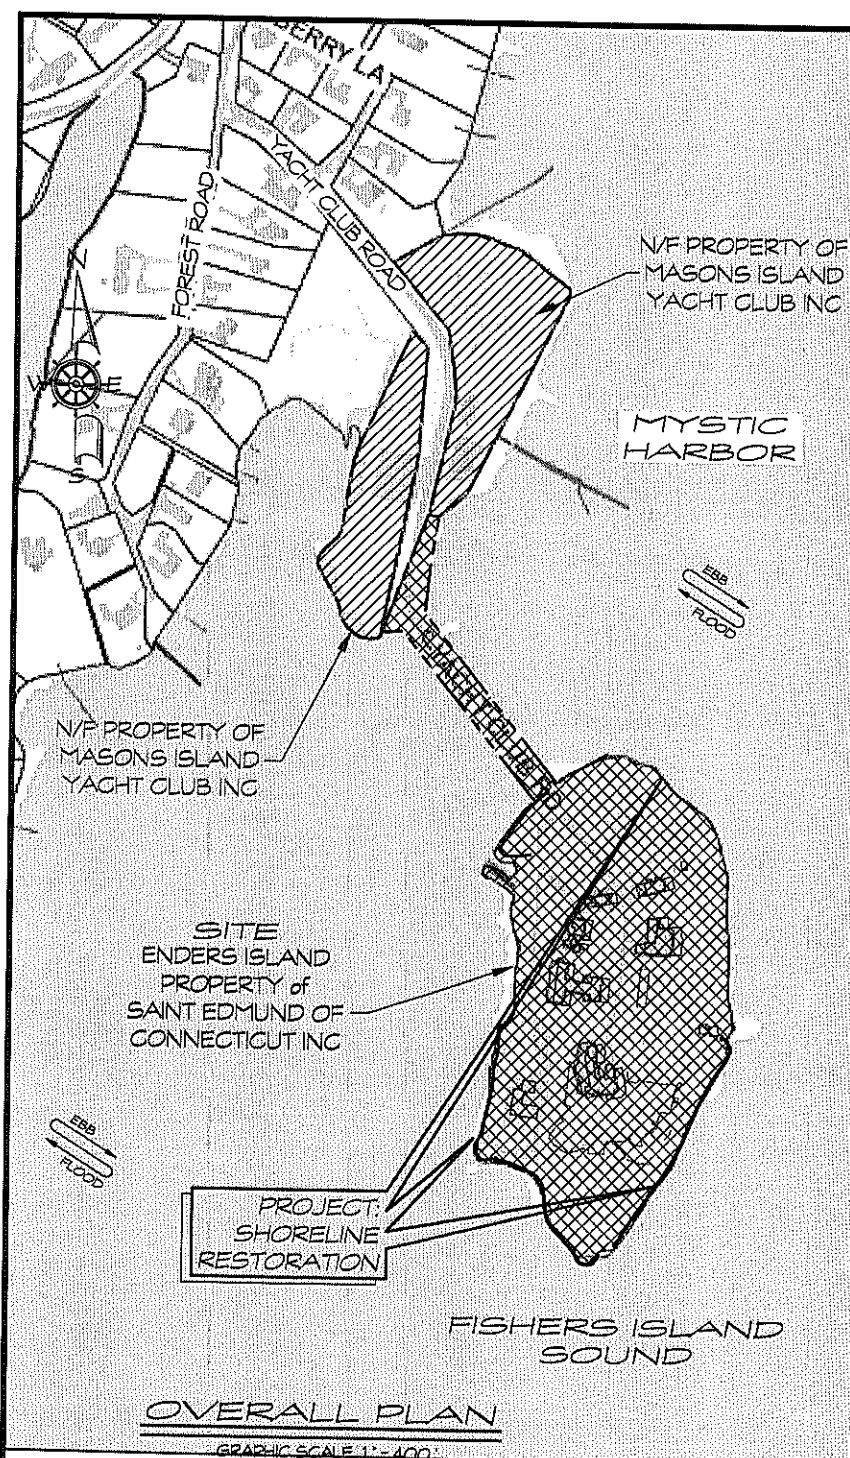 BERRY LA
YACHT CLUB ROAD
FOREST ROAD
N/F PROPERTY OF
MASONS ISLAND
YACHT CLUB INC
N
W E
S
MYSTIC
HARBOR
EBB
FLOOD
N/F PROPERTY OF
MASONS ISLAND
YACHT CLUB INC
SITE
ENDERS ISLAND
PROPERTY of
SAINT EDMUND OF
CONNECTICUT INC
EBB
FLOOD
PROJECT:
SHORELINE
RESTORATION
FISHERS ISLAND
SOUND
OVERALL PLAN
GRAPHIC SCALE 1"=400'